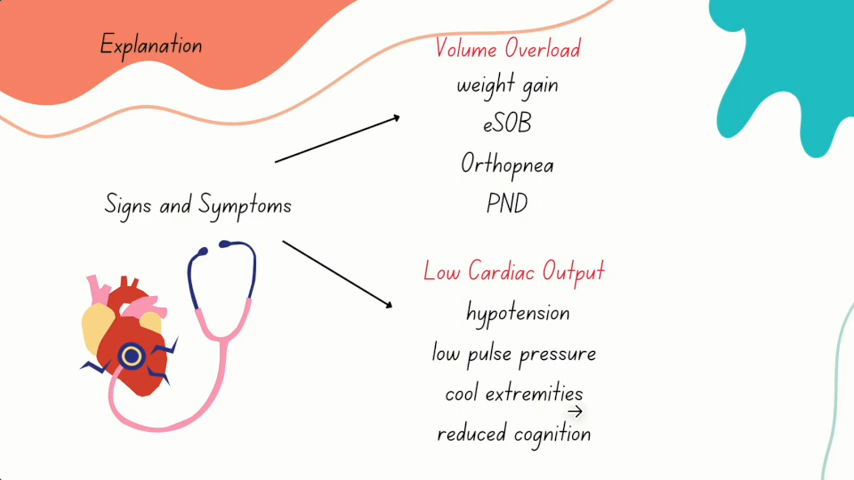 Explanation
Volume Overload
weight gain
eSOB
Orthopnea
PND
Signs and Symptoms
Low Cardiac Output
hypotension
low pulse pressure
cool extremities
reduced cognition